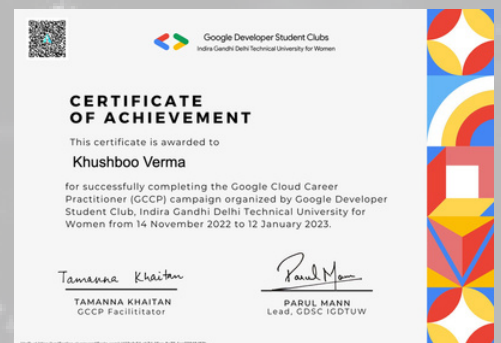 Google Developer Student Clubs
Indira Gandhi Delhi Technical University for Women
CERTIFICATE
OF ACHIEVEMENT
This certificate is awarded to
Khushboo Verma
for successfully completing the Google Cloud Career
Practitioner (GCCP) campaign organized by Google Developer
Student Club, Indira Gandhi Delhi Technical University for
Women from 14 November 2022 to 12 January 2023.
Tamanna Khaitan
Parul Mann
TAMANNA KHAITAN
GCCP Facilititator
PARUL MANN
Lead, GDSC IGDTUW